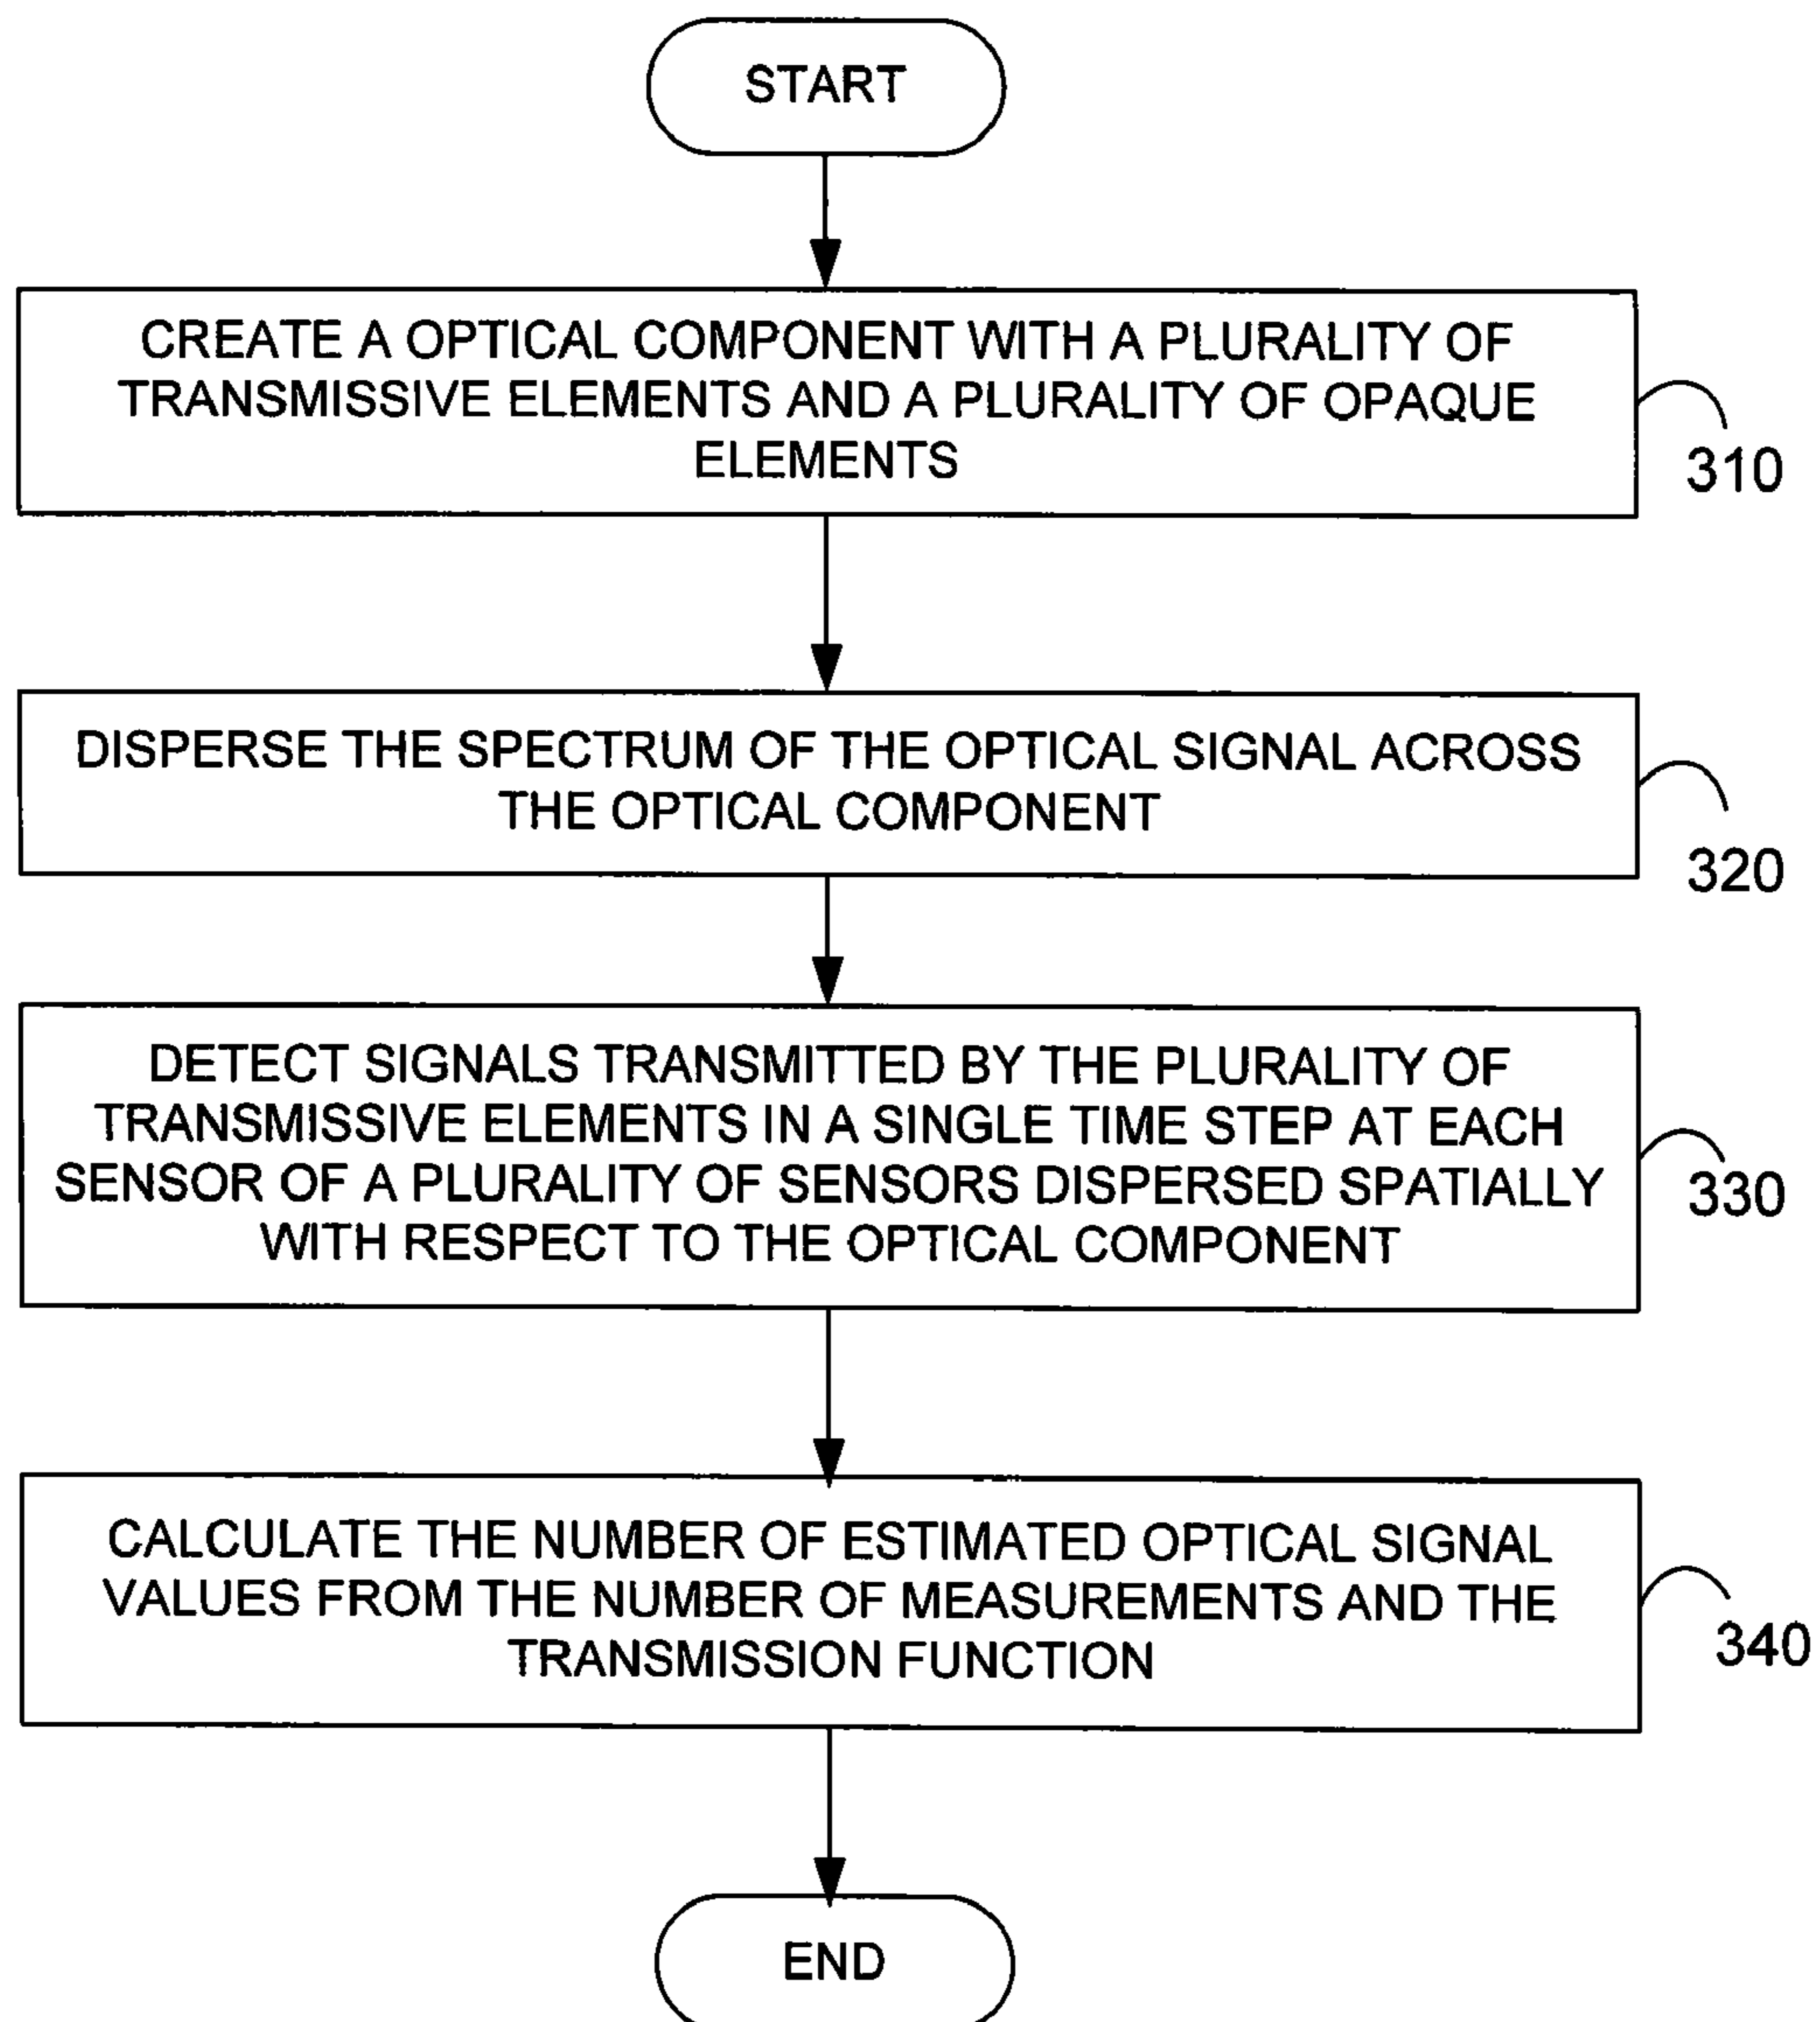 START
CREATE A OPTICAL COMPONENT WITH A PLURALITY OF
TRANSMISSIVE ELEMENTS AND A PLURALITY OF OPAQUE
ELEMENTS
310
DISPERSE THE SPECTRUM OF THE OPTICAL SIGNAL ACROSS
THE OPTICAL COMPONENT
320
DETECT SIGNALS TRANSMITTED BY THE PLURALITY OF
TRANSMISSIVE ELEMENTS IN A SINGLE TIME STEP AT EACH
SENSOR OF A PLURALITY OF SENSORS DISPERSED SPATIALLY
WITH RESPECT TO THE OPTICAL COMPONENT
330
CALCULATE THE NUMBER OF ESTIMATED OPTICAL SIGNAL
VALUES FROM THE NUMBER OF MEASUREMENTS AND THE
TRANSMISSION FUNCTION
340
END